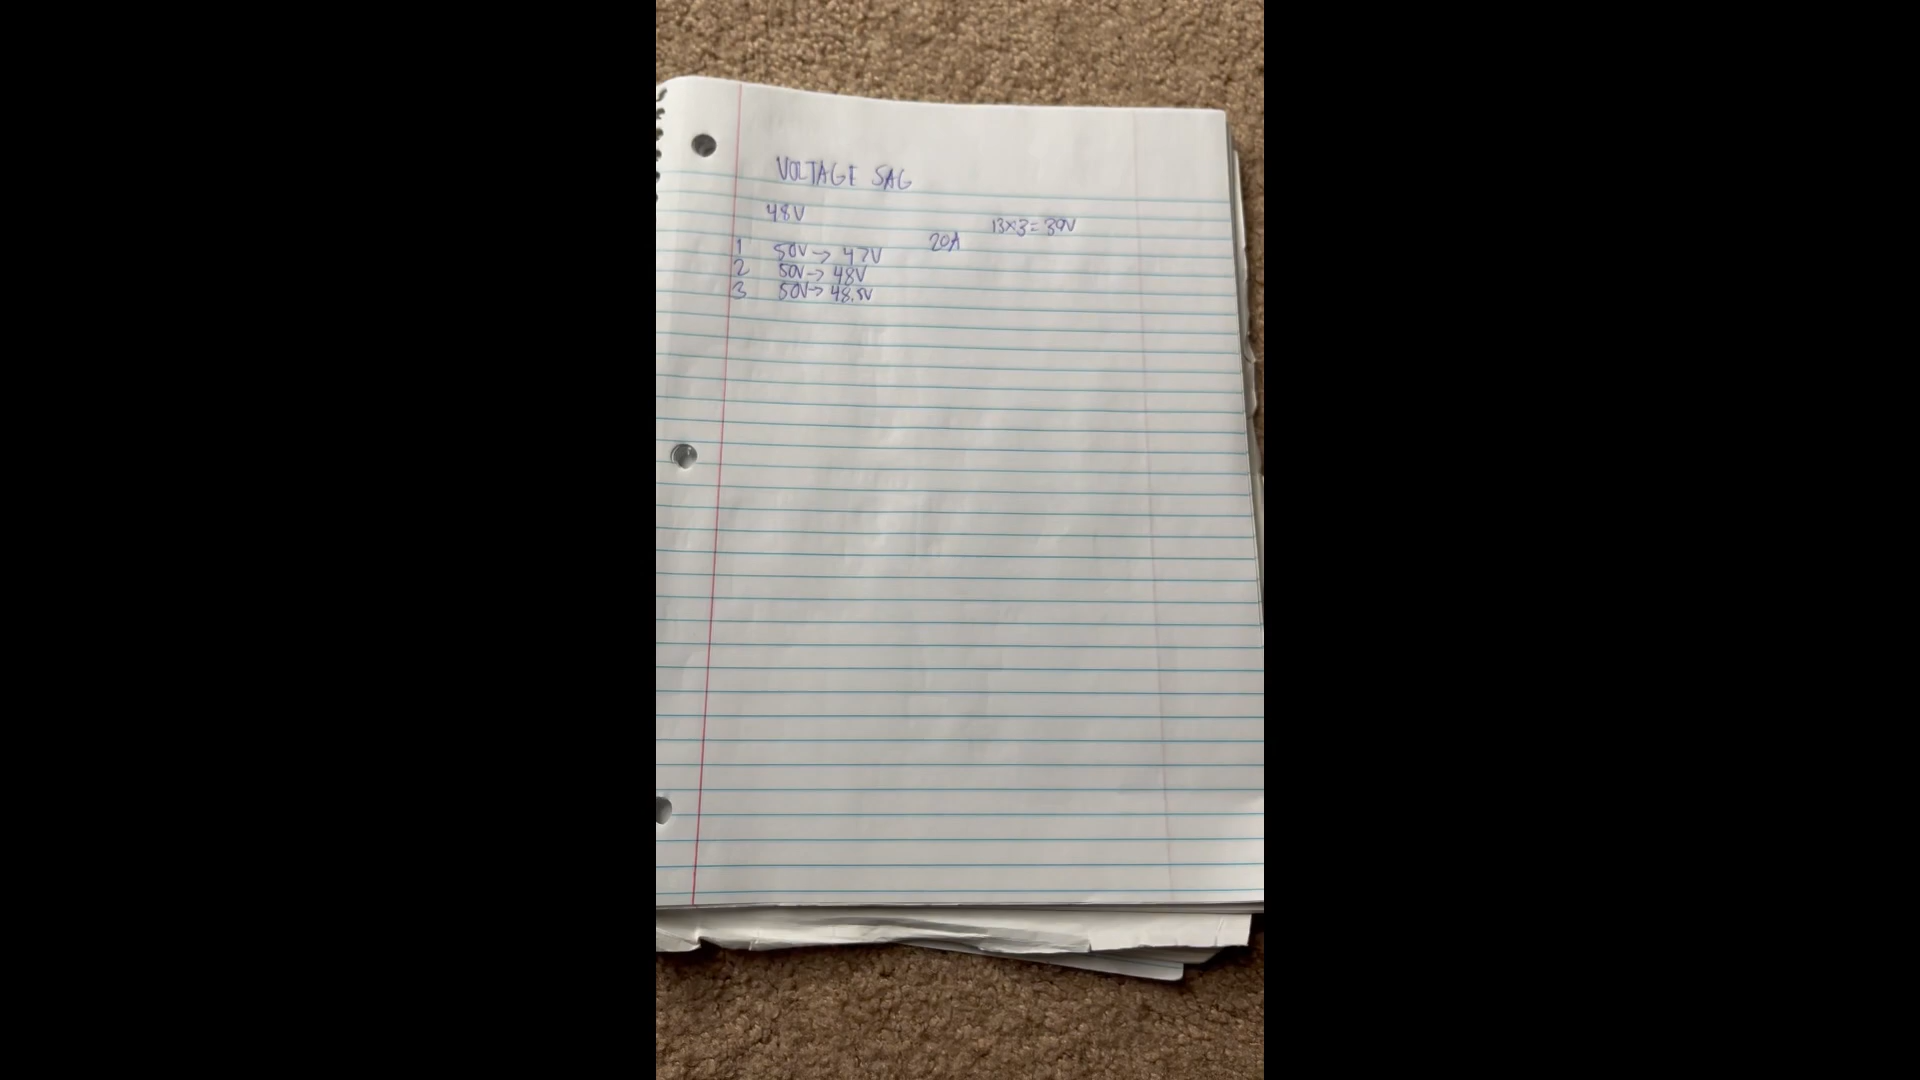 VOLTAGE SAG
48V
13x3=39V
20A
1 50V -> 47V
2 50V -> 48V
3 50V -> 48.5V